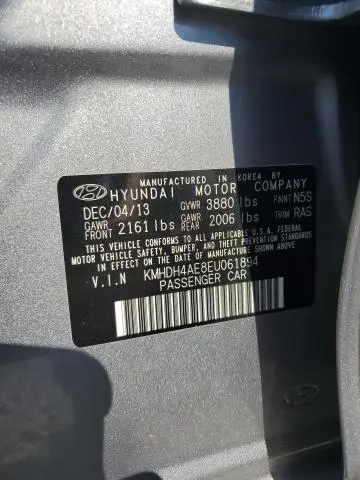 MANUFACTURED IN KOREA BY
HYUNDAI MOTOR COMPANY
DEC/04/13 GVWR 3880 lbs PAINT N5S
GAWR FRONT 2161 lbs GAWR REAR 2006 lbs TRIM RAS
THIS VEHICLE CONFORMS TO ALL APPLICABLE U.S.A. FEDERAL
MOTOR VEHICLE SAFETY, BUMPER, AND THEFT PREVENTION
STANDARDS IN EFFECT ON THE DATE OF MANUFACTURE SHOWN ABOVE.
V.I.N KMHDH4AE8EU061894
PASSENGER CAR